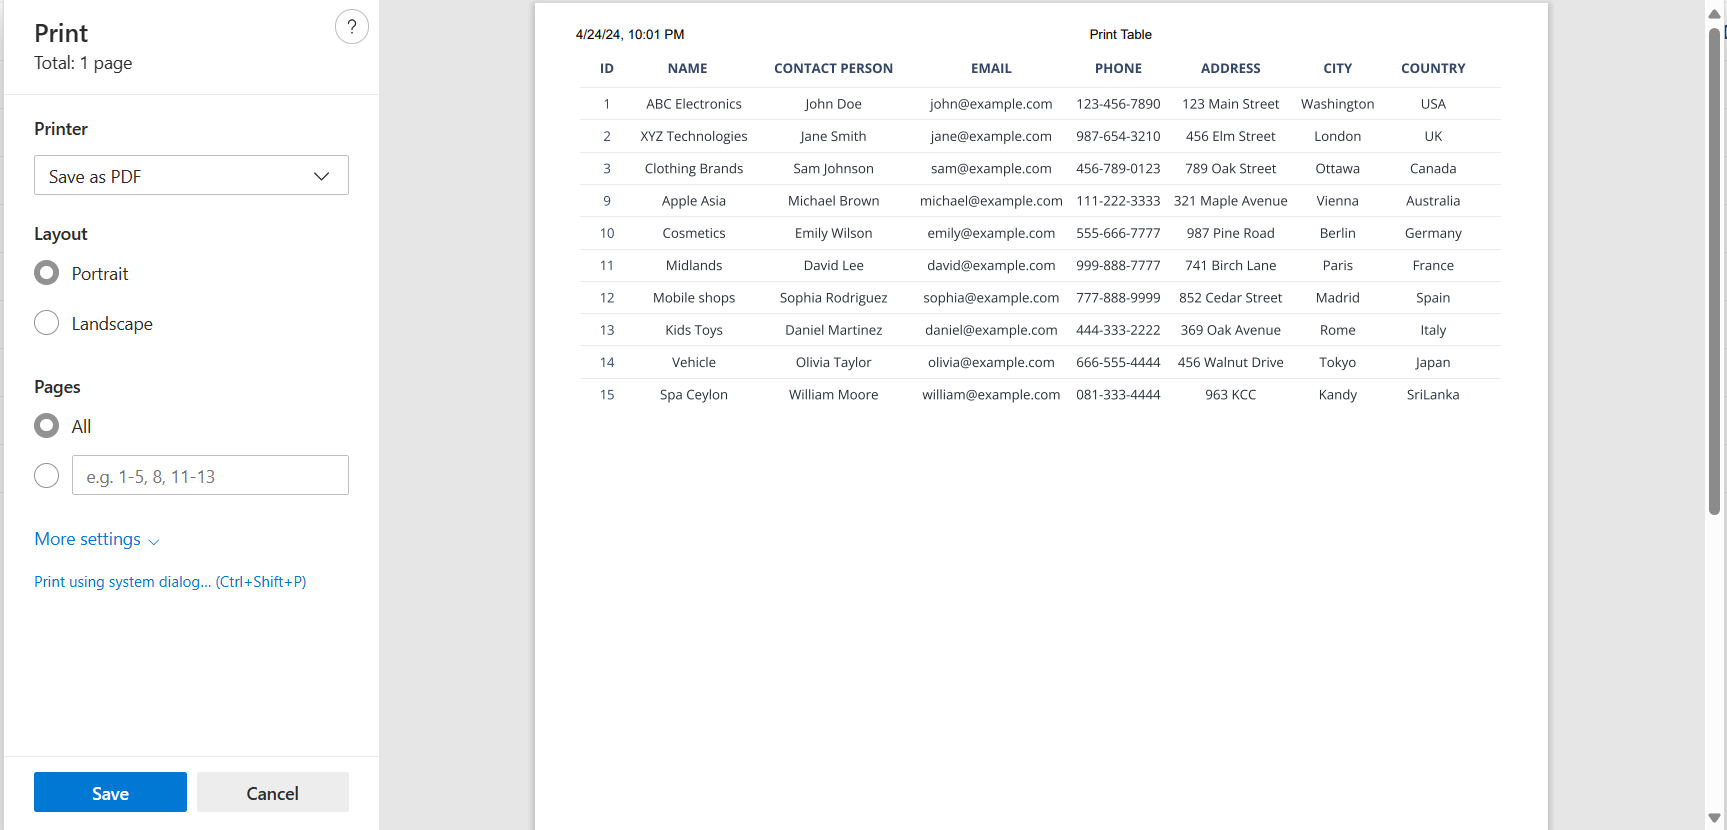 Print
?
Total: 1 page
Printer
Save as PDF
Layout
Portrait
Landscape
Pages
All
e.g. 1-5, 8, 11-13
More settings
Print using system dialog... (Ctrl+Shift+P)
Save Cancel
4/24/24, 10:01 PM Print Table
ID NAME CONTACT PERSON EMAIL PHONE ADDRESS CITY COUNTRY
1 ABC Electronics John Doe john@example.com 123-456-7890 123 Main Street Washington USA
2 XYZ Technologies Jane Smith jane@example.com 987-654-3210 456 Elm Street London UK
3 Clothing Brands Sam Johnson sam@example.com 456-789-0123 789 Oak Street Ottawa Canada
9 Apple Asia Michael Brown michael@example.com 111-222-3333 321 Maple Avenue Vienna Australia
10 Cosmetics Emily Wilson emily@example.com 555-666-7777 987 Pine Road Berlin Germany
11 Midlands David Lee david@example.com 999-888-7777 741 Birch Lane Paris France
12 Mobile shops Sophia Rodriguez sophia@example.com 777-888-9999 852 Cedar Street Madrid Spain
13 Kids Toys Daniel Martinez daniel@example.com 444-333-2222 369 Oak Avenue Rome Italy
14 Vehicle Olivia Taylor olivia@example.com 666-555-4444 456 Walnut Drive Tokyo Japan
15 Spa Ceylon William Moore william@example.com 081-333-4444 963 KCC Kandy SriLanka